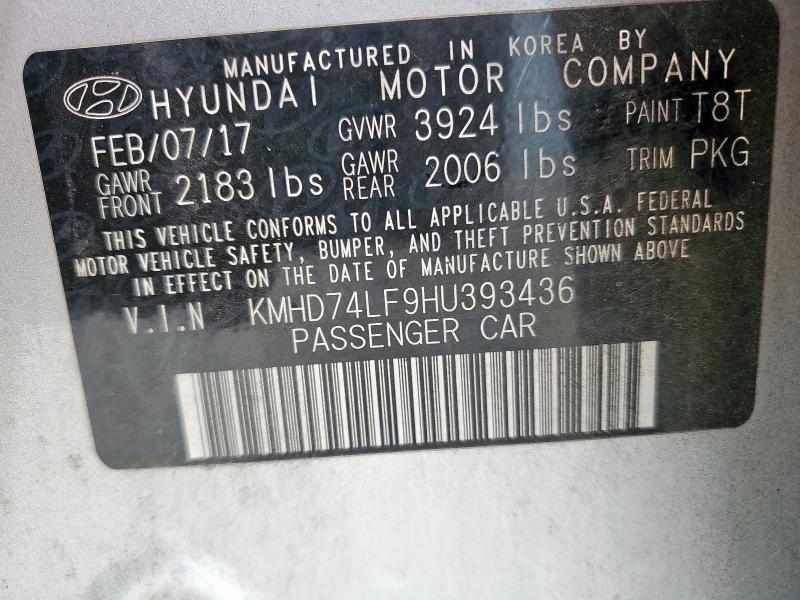 MANUFACTURED IN KOREA BY
HYUNDAI MOTOR COMPANY
FEB/07/17 GVWR 3924 lbs PAINT T8T
GAWR FRONT 2183 lbs GAWR REAR 2006 lbs TRIM PKG
THIS VEHICLE CONFORMS TO ALL APPLICABLE U.S.A. FEDERAL
MOTOR VEHICLE SAFETY, BUMPER, AND THEFT PREVENTION STANDARDS
IN EFFECT ON THE DATE OF MANUFACTURE SHOWN ABOVE
V.I.N KMHD74LF9HU393436
PASSENGER CAR